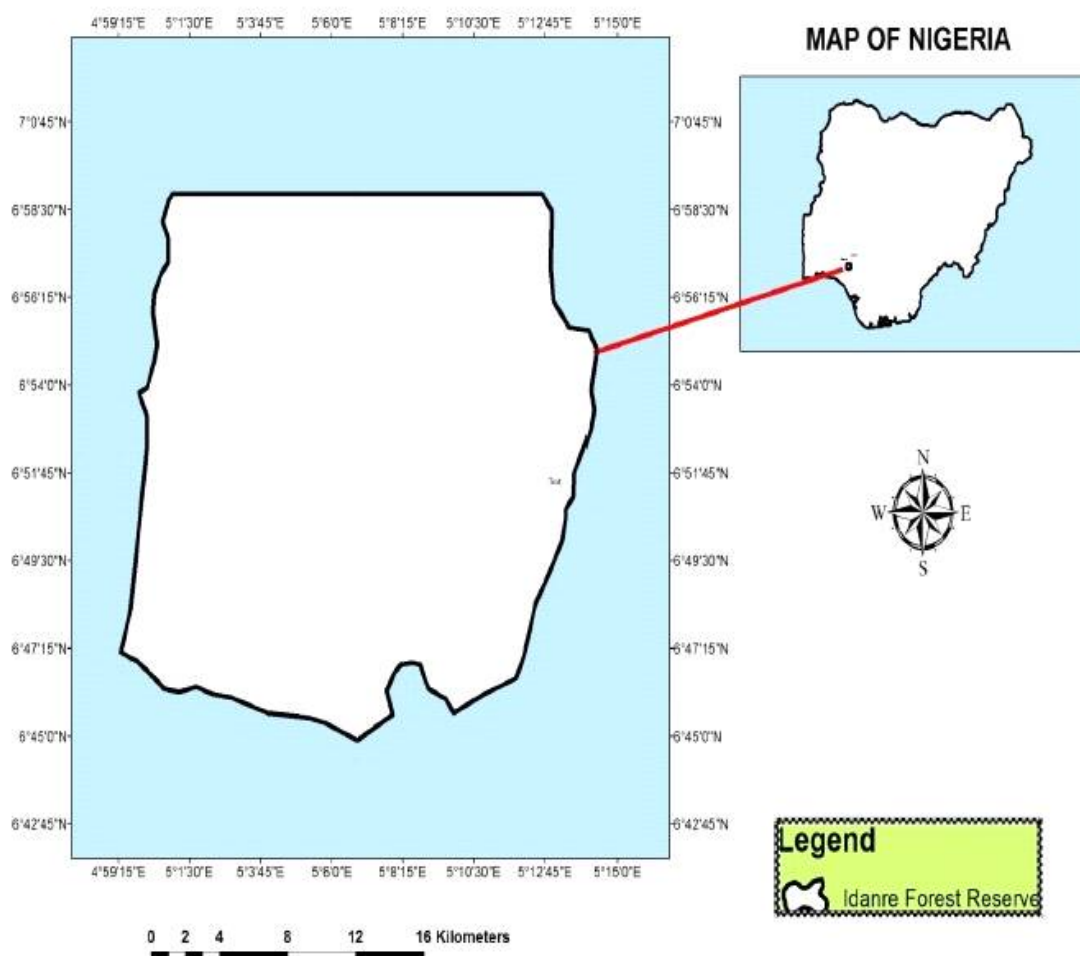 4°59'15"E 5°1'30"E 5°3'45"E 5°6'0"E 5°8'15"E 5°10'30"E 5°12'45"E 5°15'0"E
MAP OF NIGERIA
7°0'45"N 7°0'45"N
6°58'30"N 6°58'30"N
6°56'15"N 6°56'15"N
6°54'0"N 6°54'0"N
6°51'45"N 6°51'45"N
N
W E
S
6°49'30"N 6°49'30"N
6°47'15"N 6°47'15"N
6°45'0"N 6°45'0"N
6°42'45"N 6°42'45"N
4°59'15"E 5°1'30"E 5°3'45"E 5°6'0"E 5°8'15"E 5°10'30"E 5°12'45"E 5°15'0"E
Legend
Idanre Forest Reserve
0 2 4 8 12 16 Kilometers